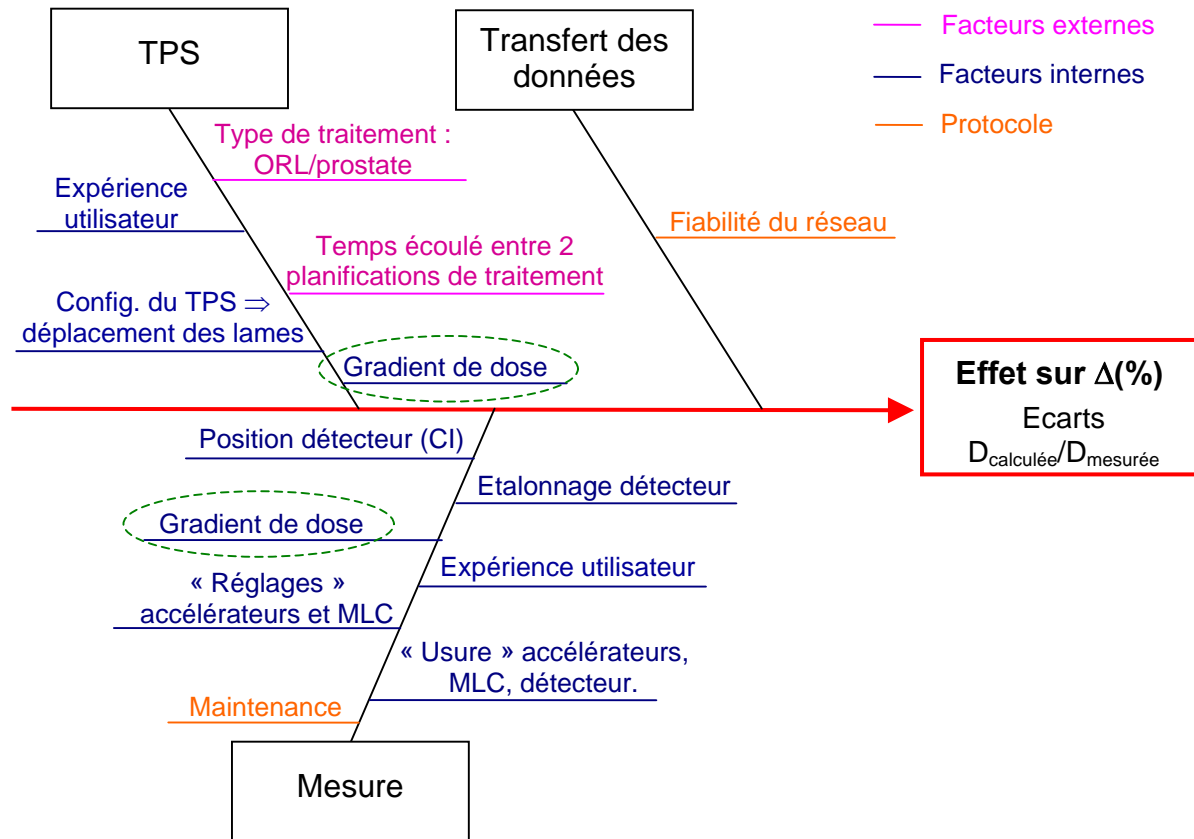 TPS
Transfert des
données
Facteurs externes
Facteurs internes
Protocole
Type de traitement :
ORL/prostate
Expérience
utilisateur
Fiabilité du réseau
Temps écoulé entre 2
planifications de traitement
Config. du TPS ⇒
déplacement des lames
Gradient de dose
Effet sur Δ(%)
Ecarts
Dcalculée/Dmesurée
Position détecteur (CI)
Etalonnage détecteur
Gradient de dose
Expérience utilisateur
« Réglages »
accélérateurs et MLC
« Usure » accélérateurs,
MLC, détecteur.
Maintenance
Mesure